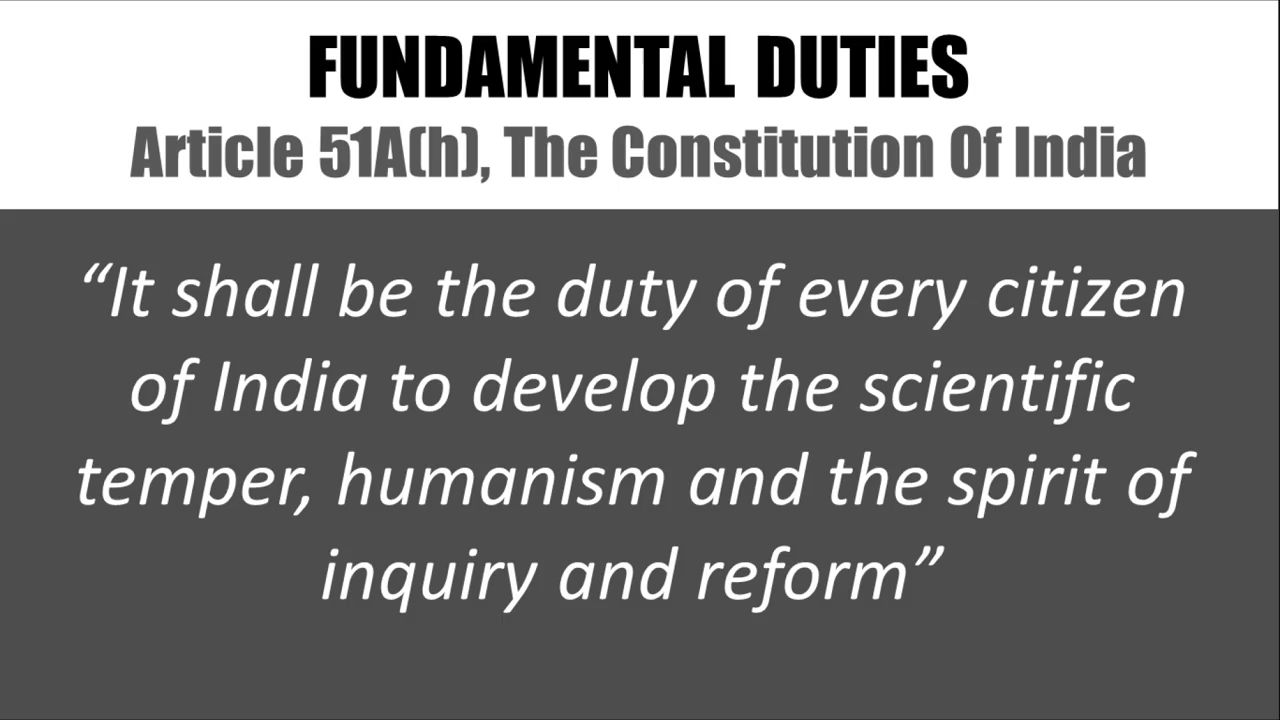 FUNDAMENTAL DUTIES
Article 51A(h), The Constitution Of India
“It shall be the duty of every citizen
of India to develop the scientific
temper, humanism and the spirit of
inquiry and reform”